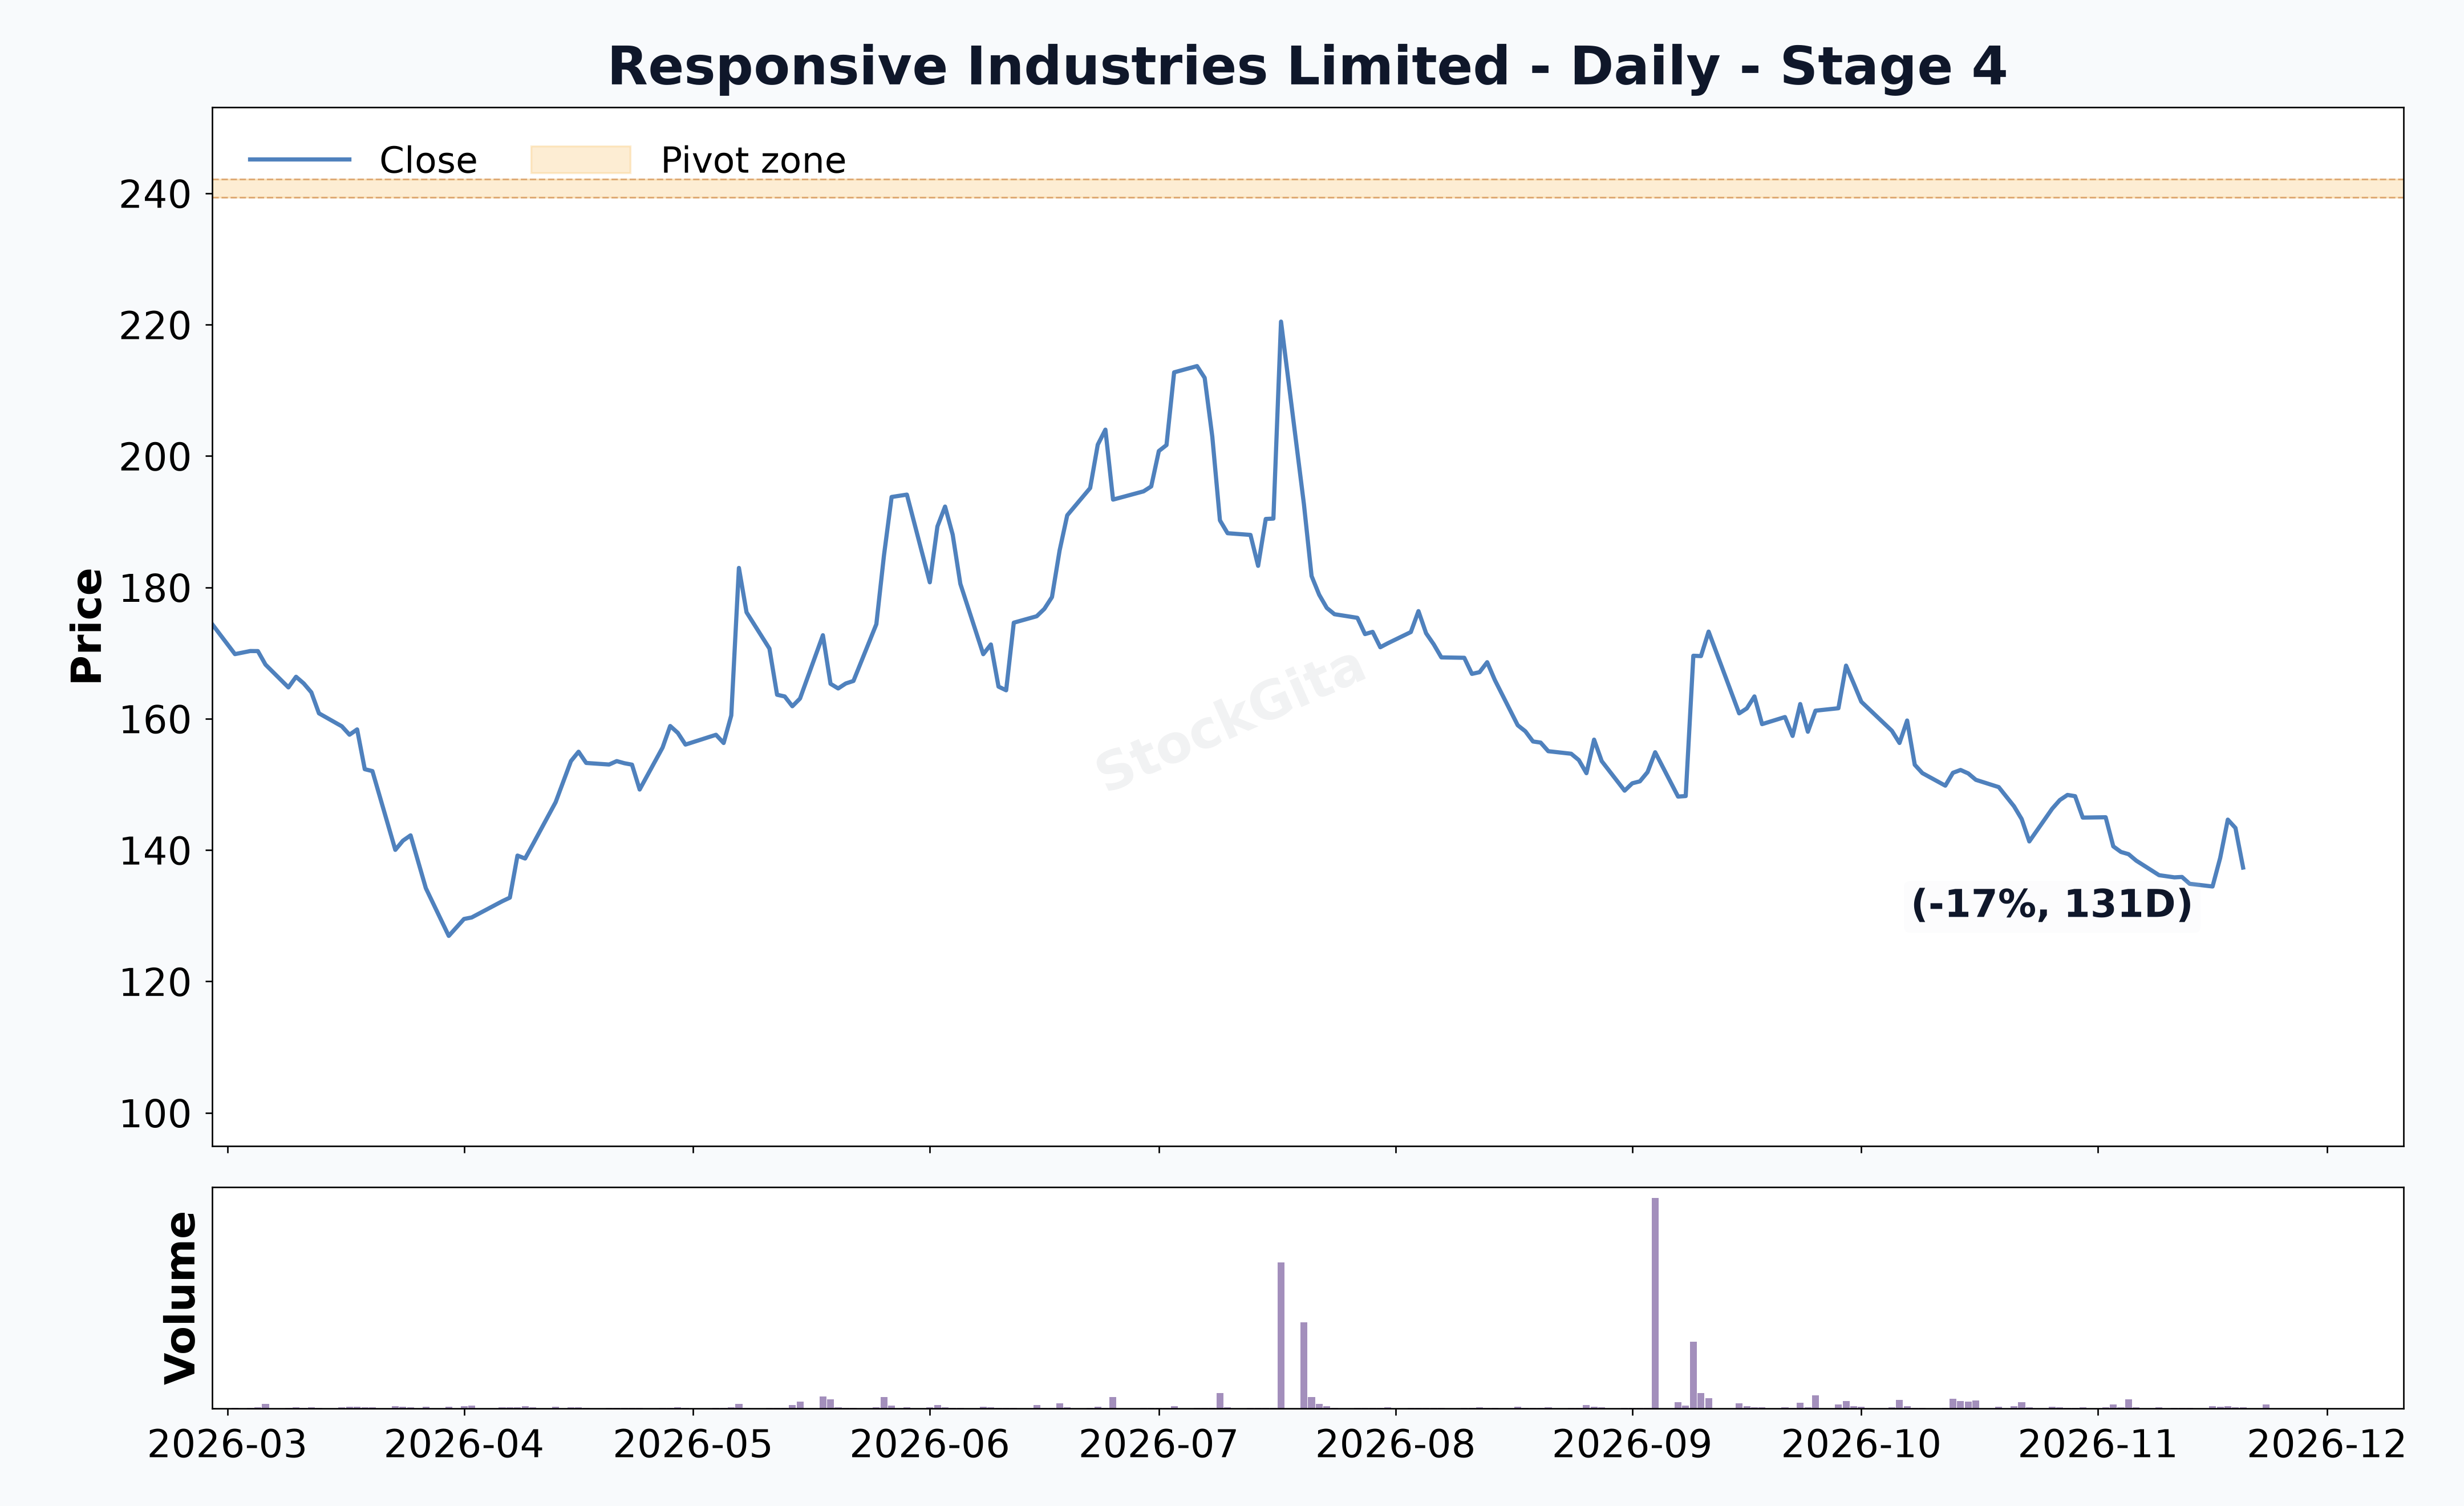 Responsive Industries Limited - Daily - Stage 4
Close
Pivot zone
240
220
200
180
160
140
120
100
Price
StockGita
(-17%, 131D)
Volume
2026-03
2026-04
2026-05
2026-06
2026-07
2026-08
2026-09
2026-10
2026-11
2026-12